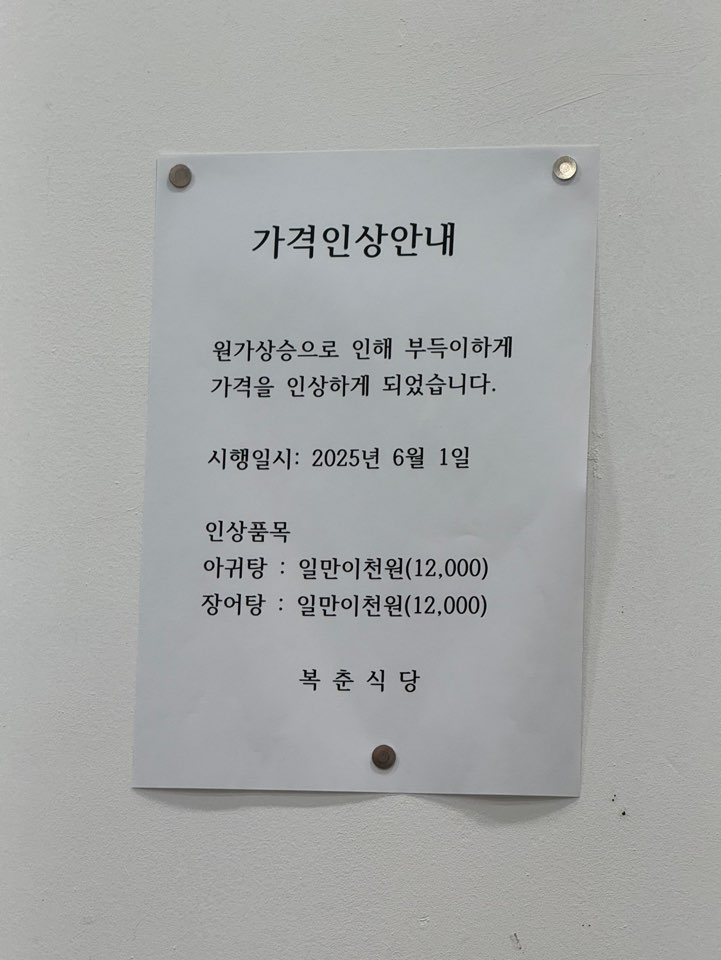 가격인상안내
원가상승으로 인해 부득이하게
가격을 인상하게 되었습니다.
시행일시: 2025년 6월 1일
인상품목
아귀탕 : 일만이천원(12,000)
장어탕 : 일만이천원(12,000)
복 춘 식 당